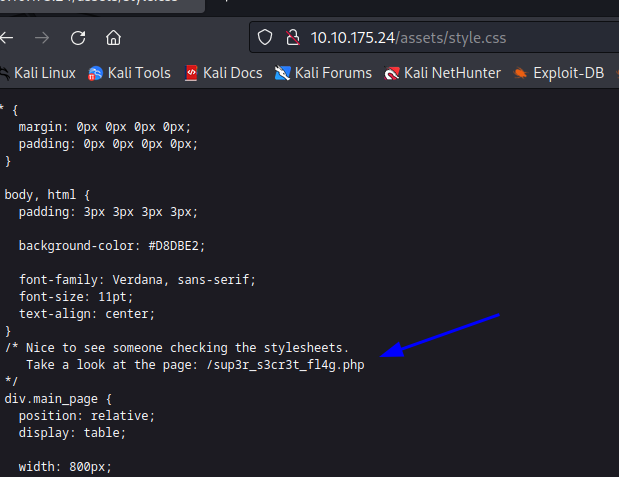 10.10.175.24/assets/style.css
Kali Linux Kali Tools Kali Docs Kali Forums Kali NetHunter Exploit-DB
* {
margin: 0px 0px 0px 0px;
padding: 0px 0px 0px 0px;
}
body, html {
padding: 3px 3px 3px 3px;
background-color: #D8DBE2;
font-family: Verdana, sans-serif;
font-size: 11pt;
text-align: center;
}
/* Nice to see someone checking the stylesheets.
Take a look at the page: /sup3r_s3cr3t_fl4g.php
*/
div.main_page {
position: relative;
display: table;
width: 800px;